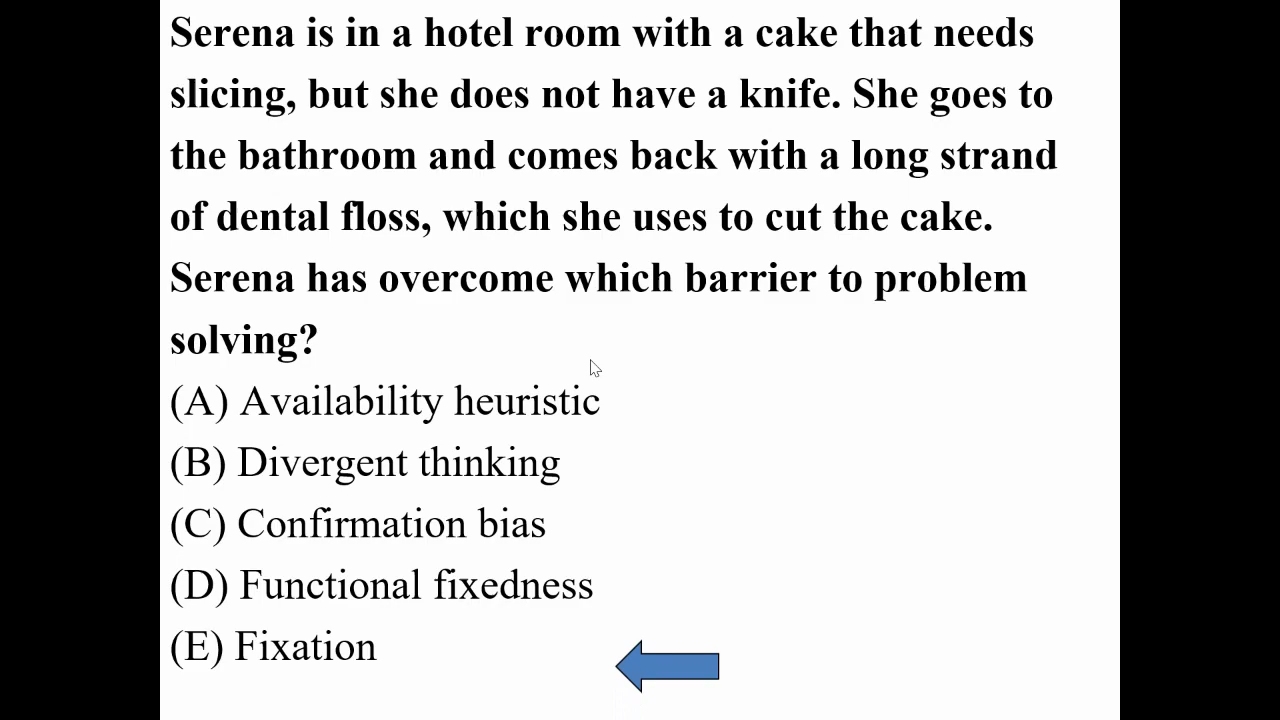 Serena is in a hotel room with a cake that needs
slicing, but she does not have a knife. She goes to
the bathroom and comes back with a long strand
of dental floss, which she uses to cut the cake.
Serena has overcome which barrier to problem
solving?
(A) Availability heuristic
(B) Divergent thinking
(C) Confirmation bias
(D) Functional fixedness
(E) Fixation